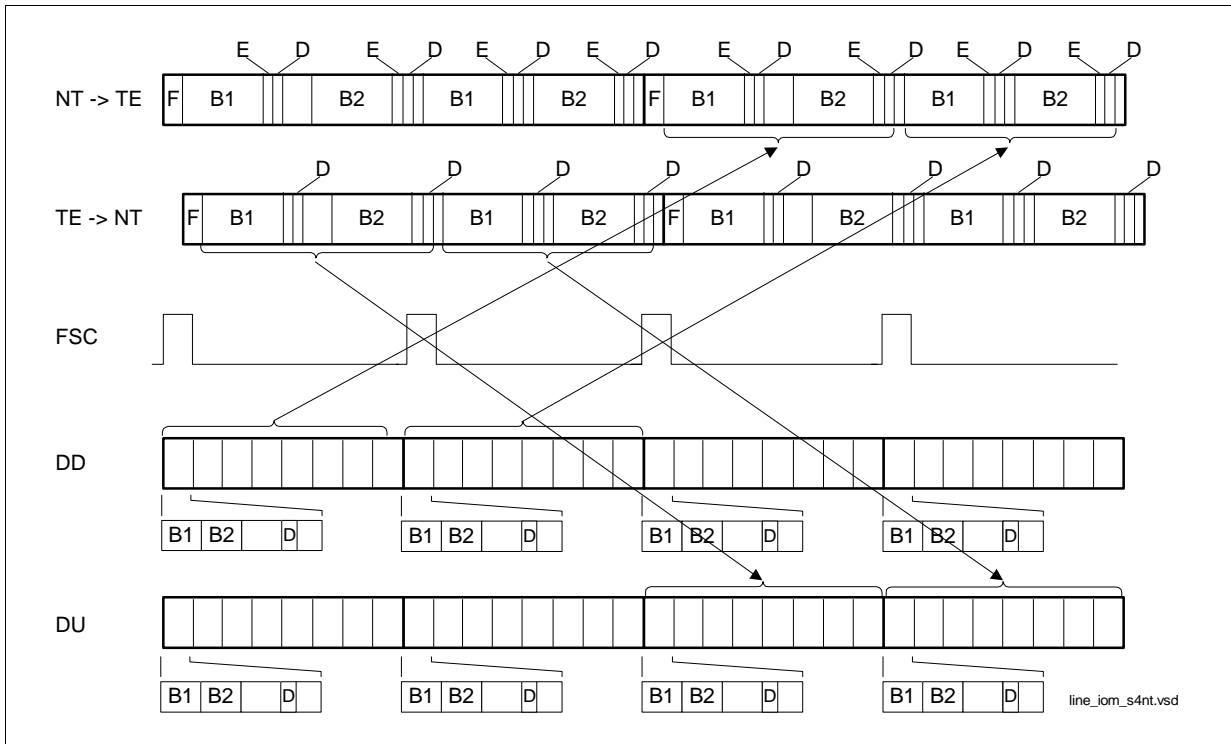 E D E D E D E D E D E D E D E D
NT -> TE F B1 B2 B1 B2 F B1 B2 B1 B2
D D D D D D D D
TE -> NT F B1 B2 B1 B2 F B1 B2 B1 B2
FSC
DD
B1 B2 D B1 B2 D B1 B2 D B1 B2 D
DU
B1 B2 D B1 B2 D B1 B2 D B1 B2 D
line_iom_s4nt.vsd